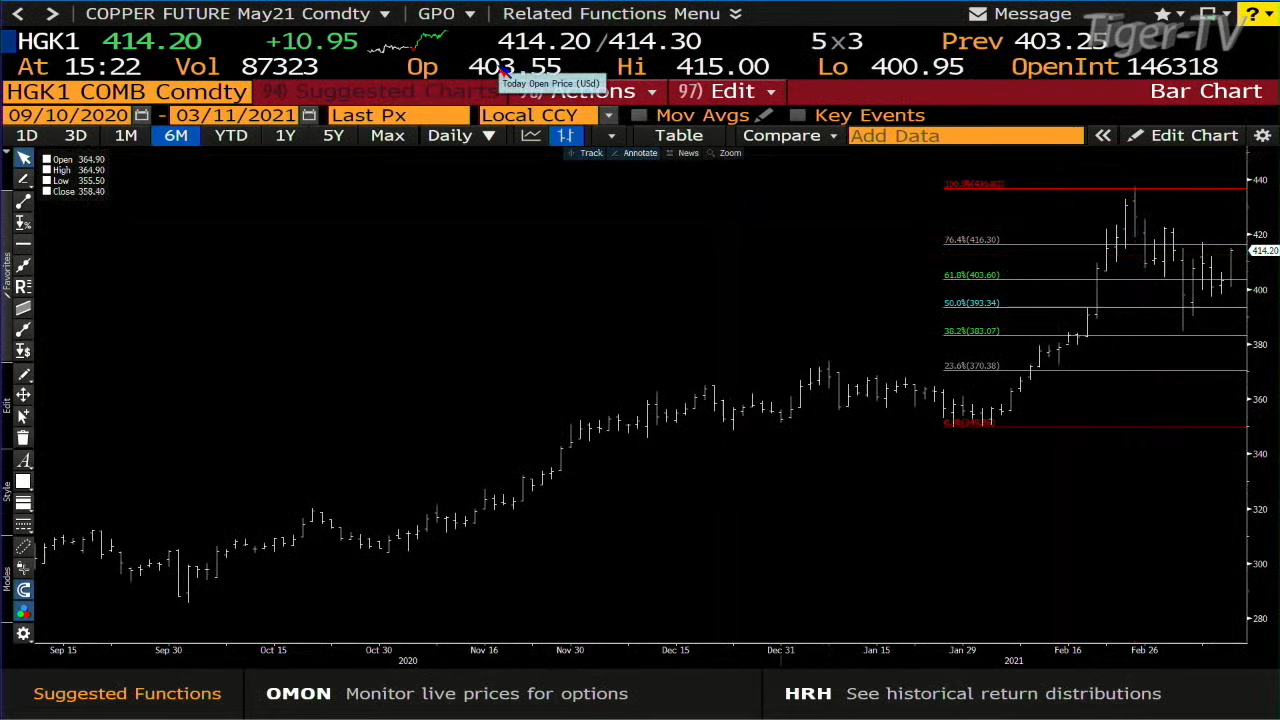 COPPER FUTURE May21 Comdty GPO Related Functions Menu Message ?
HGK1 414.20 +10.95 414.20 /414.30 5x3 Prev 403.25 Tiger-TV
At 15:22 Vol 87323 Op 403.55 Hi 415.00 Lo 400.95 OpenInt 146318
Today Open Price (USd)
HGK1 COMB Comdty 94) Suggested Charts 96) Actions 97) Edit Bar Chart
09/10/2020 - 03/11/2021 Last Px Local CCY Mov Avgs Key Events
1D 3D 1M 6M YTD 1Y 5Y Max Daily Table Compare Add Data Edit Chart
Track Annotate News Zoom
Open 364.90
High 364.90
Low 355.50
Close 358.40
Favorites
Edit
Style
Modes
440
76.4%(416.30)
420
414.20
61.8%(403.60)
400
50.0%(393.34)
38.2%(383.07)
380
23.6%(370.38)
360
340
320
300
280
Sep 15 Sep 30 Oct 15 Oct 30 Nov 16 Nov 30 Dec 15 Dec 31 Jan 15 Jan 29 Feb 16 Feb 26
2020 2021
Suggested Functions OMON Monitor live prices for options HRH See historical return distributions